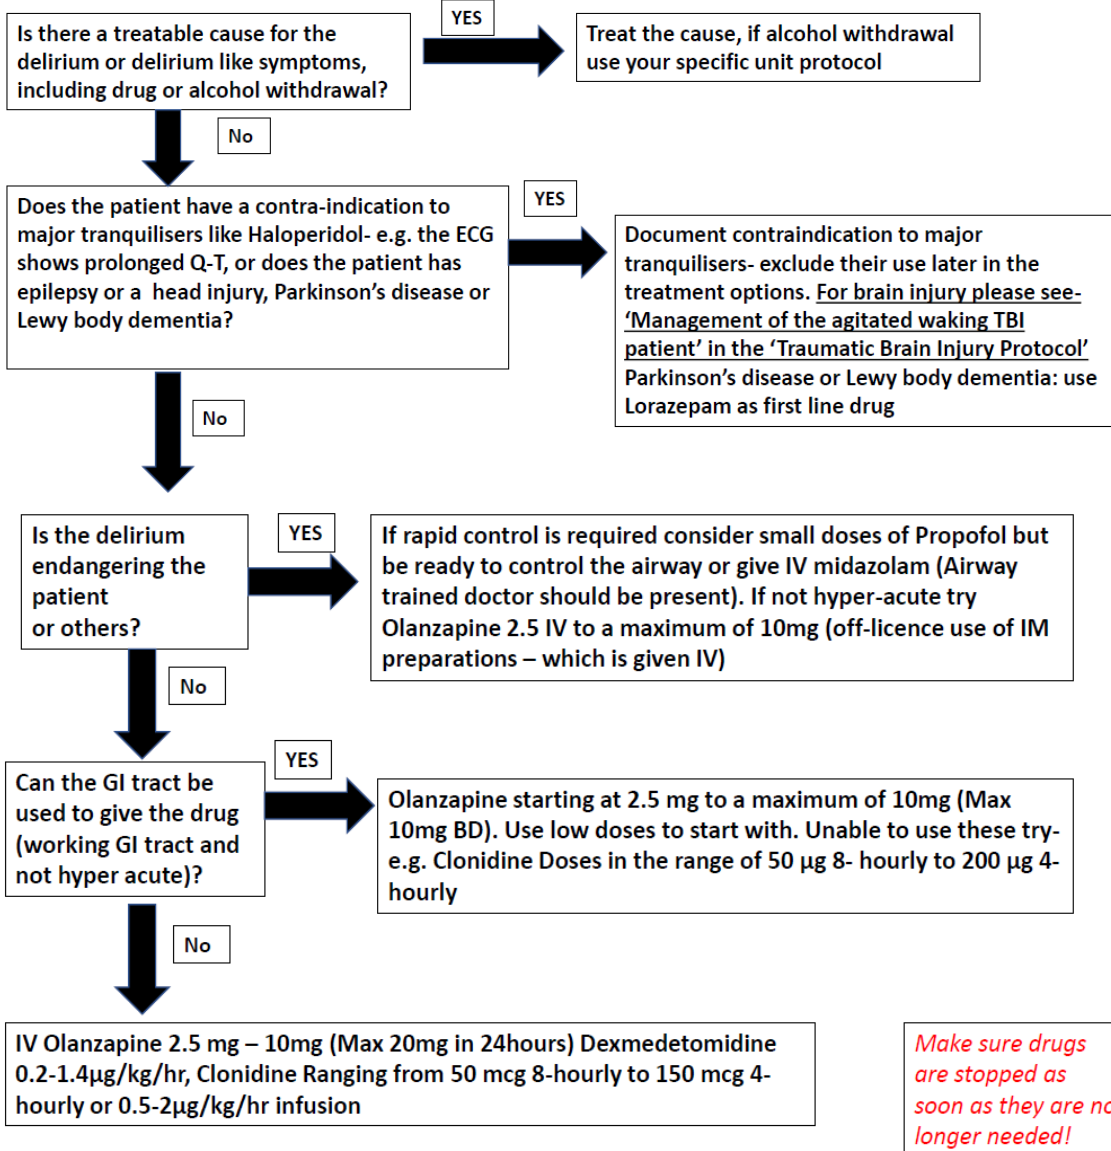 Is there a treatable cause for the
delirium or delirium like symptoms,
including drug or alcohol withdrawal?
YES
Treat the cause, if alcohol withdrawal
use your specific unit protocol
No
Does the patient have a contra-indication to
major tranquilisers like Haloperidol- e.g. the ECG
shows prolonged Q-T, or does the patient has
epilepsy or a head injury, Parkinson's disease or
Lewy body dementia?
YES
Document contraindication to major
tranquilisers- exclude their use later in the
treatment options. For brain injury please see-
‘Management of the agitated waking TBI
patient’ in the ‘Traumatic Brain Injury Protocol’
Parkinson's disease or Lewy body dementia: use
Lorazepam as first line drug
No
Is the delirium
endangering the
patient
or others?
YES
If rapid control is required consider small doses of Propofol but
be ready to control the airway or give IV midazolam (Airway
trained doctor should be present). If not hyper-acute try
Olanzapine 2.5 IV to a maximum of 10mg (off-licence use of IM
preparations – which is given IV)
No
Can the GI tract be
used to give the drug
(working GI tract and
not hyper acute)?
YES
Olanzapine starting at 2.5 mg to a maximum of 10mg (Max
10mg BD). Use low doses to start with. Unable to use these try-
e.g. Clonidine Doses in the range of 50 µg 8- hourly to 200 µg 4-
hourly
No
IV Olanzapine 2.5 mg – 10mg (Max 20mg in 24hours) Dexmedetomidine
0.2-1.4µg/kg/hr, Clonidine Ranging from 50 mcg 8-hourly to 150 mcg 4-
hourly or 0.5-2µg/kg/hr infusion
Make sure drugs
are stopped as
soon as they are no
longer needed!